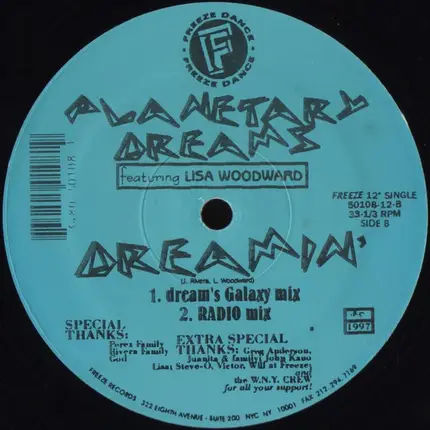 FREEZE DANCE • FREEZE DANCE •
F
PLANETARY
DREAMS
featuring LISA WOODWARD
FREEZE 12" SINGLE
50108-12-B
33-1/3 RPM
SIDE B
DREAMIN'
(J. Rivera, L. Woodward)
1. dream's Galaxy mix
2. RADIO mix
1997
SPECIAL
THANKS:
Perez Family
Rivera Family
God
EXTRA SPECIAL
THANKS: Greg Anderson,
Juanita & family; John Kano
Lisa; Steve-O, Victor, Will at Freeze;
and
the W.N.Y. CREW
for all your support!
FREEZE RECORDS 322 EIGHTH AVENUE - SUITE 200 NYC NY 10001 FAX 212.294.7169